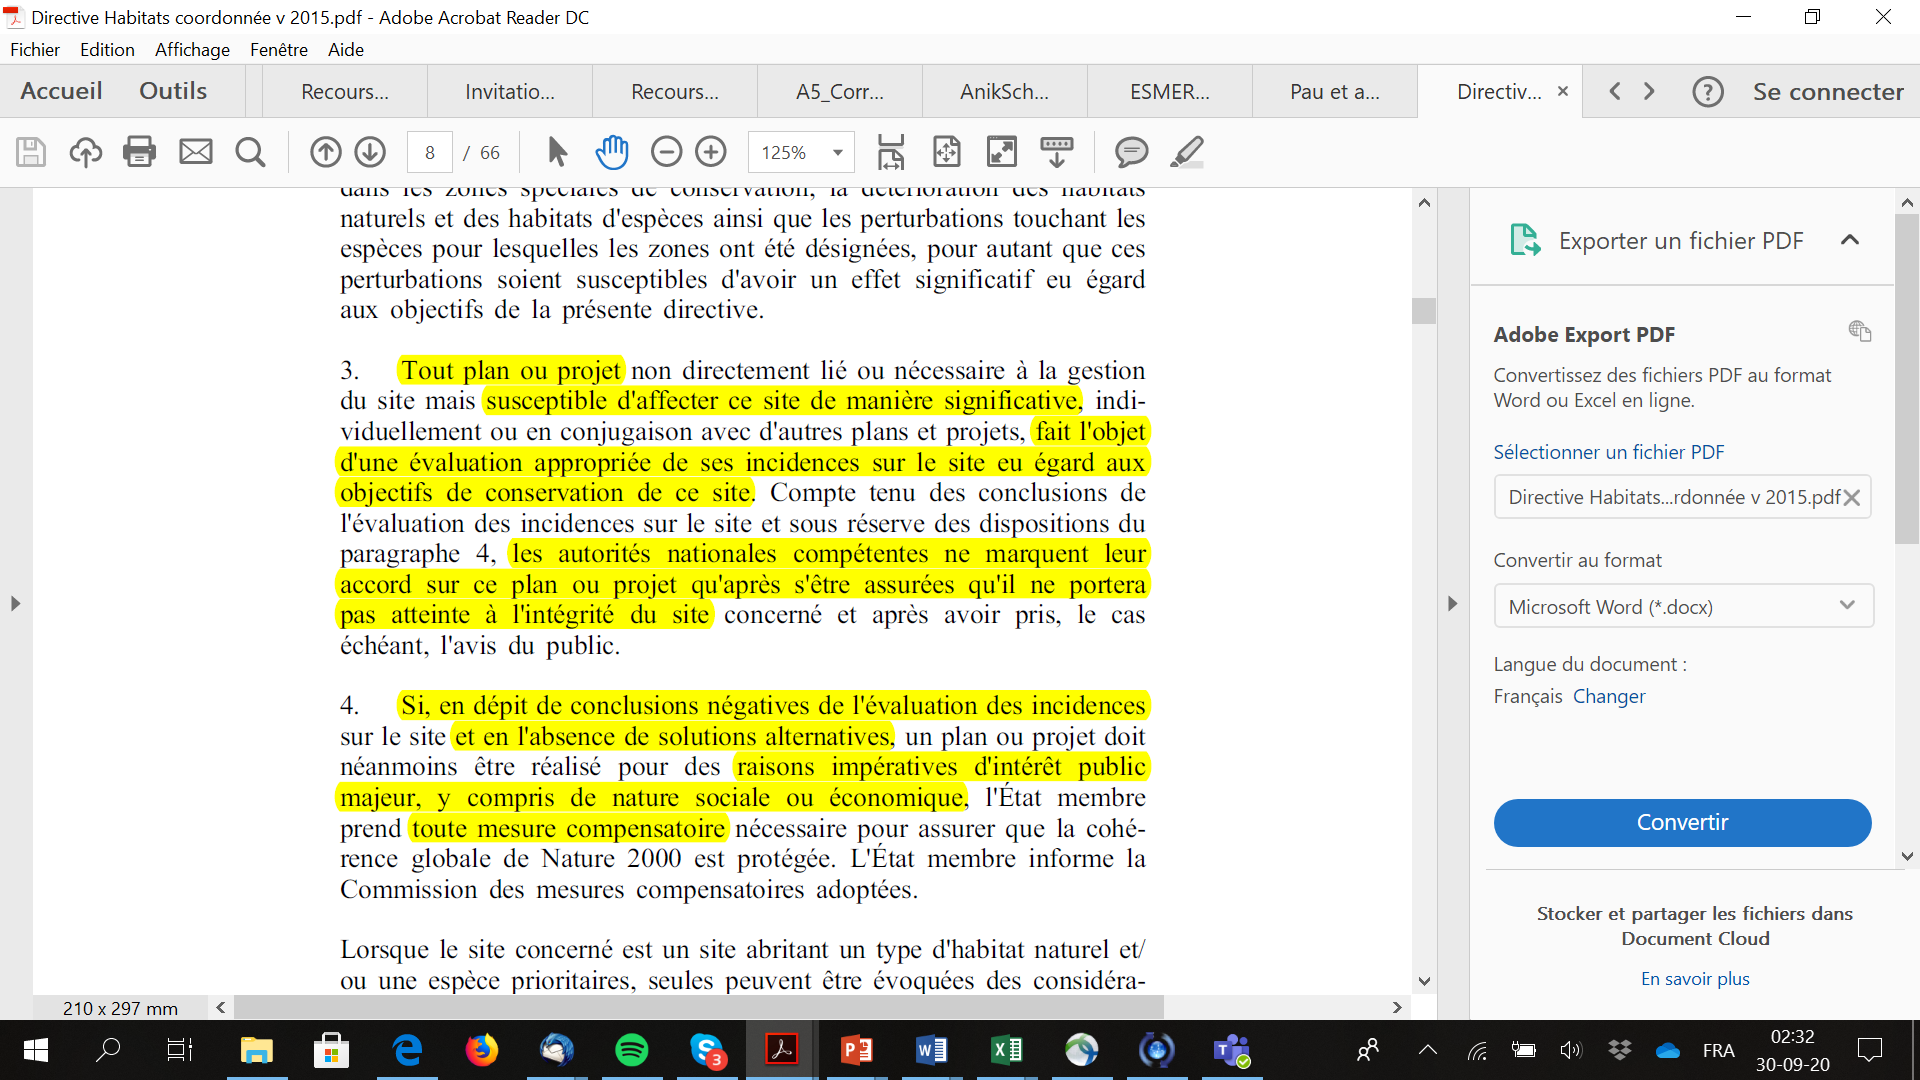 Directive Habitats coordonnée v 2015.pdf - Adobe Acrobat Reader DC
Fichier Edition Affichage Fenêtre Aide
Accueil Outils Recours... Invitatio... Recours... A5_Corr... AnikSch... ESMER... Pau et a... Directiv... Se connecter
8 / 66 125%
dans les zones spéciales de conservation, la détérioration des habitats
naturels et des habitats d'espèces ainsi que les perturbations touchant les
espèces pour lesquelles les zones ont été désignées, pour autant que ces
perturbations soient susceptibles d'avoir un effet significatif eu égard
aux objectifs de la présente directive.
3. Tout plan ou projet non directement lié ou nécessaire à la gestion
du site mais susceptible d'affecter ce site de manière significative, indi-
viduellement ou en conjugaison avec d'autres plans et projets, fait l'objet
d'une évaluation appropriée de ses incidences sur le site eu égard aux
objectifs de conservation de ce site. Compte tenu des conclusions de
l'évaluation des incidences sur le site et sous réserve des dispositions du
paragraphe 4, les autorités nationales compétentes ne marquent leur
accord sur ce plan ou projet qu'après s'être assurées qu'il ne portera
pas atteinte à l'intégrité du site concerné et après avoir pris, le cas
échéant, l'avis du public.
4. Si, en dépit de conclusions négatives de l'évaluation des incidences
sur le site et en l'absence de solutions alternatives, un plan ou projet doit
néanmoins être réalisé pour des raisons impératives d'intérêt public
majeur, y compris de nature sociale ou économique, l'État membre
prend toute mesure compensatoire nécessaire pour assurer que la cohé-
rence globale de Nature 2000 est protégée. L'État membre informe la
Commission des mesures compensatoires adoptées.
Lorsque le site concerné est un site abritant un type d'habitat naturel et/
ou une espèce prioritaires, seules peuvent être évoquées des considéra-
210 x 297 mm
Exporter un fichier PDF
Adobe Export PDF
Convertissez des fichiers PDF au format
Word ou Excel en ligne.
Sélectionner un fichier PDF
Directive Habitats...rdonnée v 2015.pdf
Convertir au format
Microsoft Word (*.docx)
Langue du document :
Français Changer
Convertir
Stocker et partager les fichiers dans
Document Cloud
En savoir plus
3
FRA
02:32
30-09-20